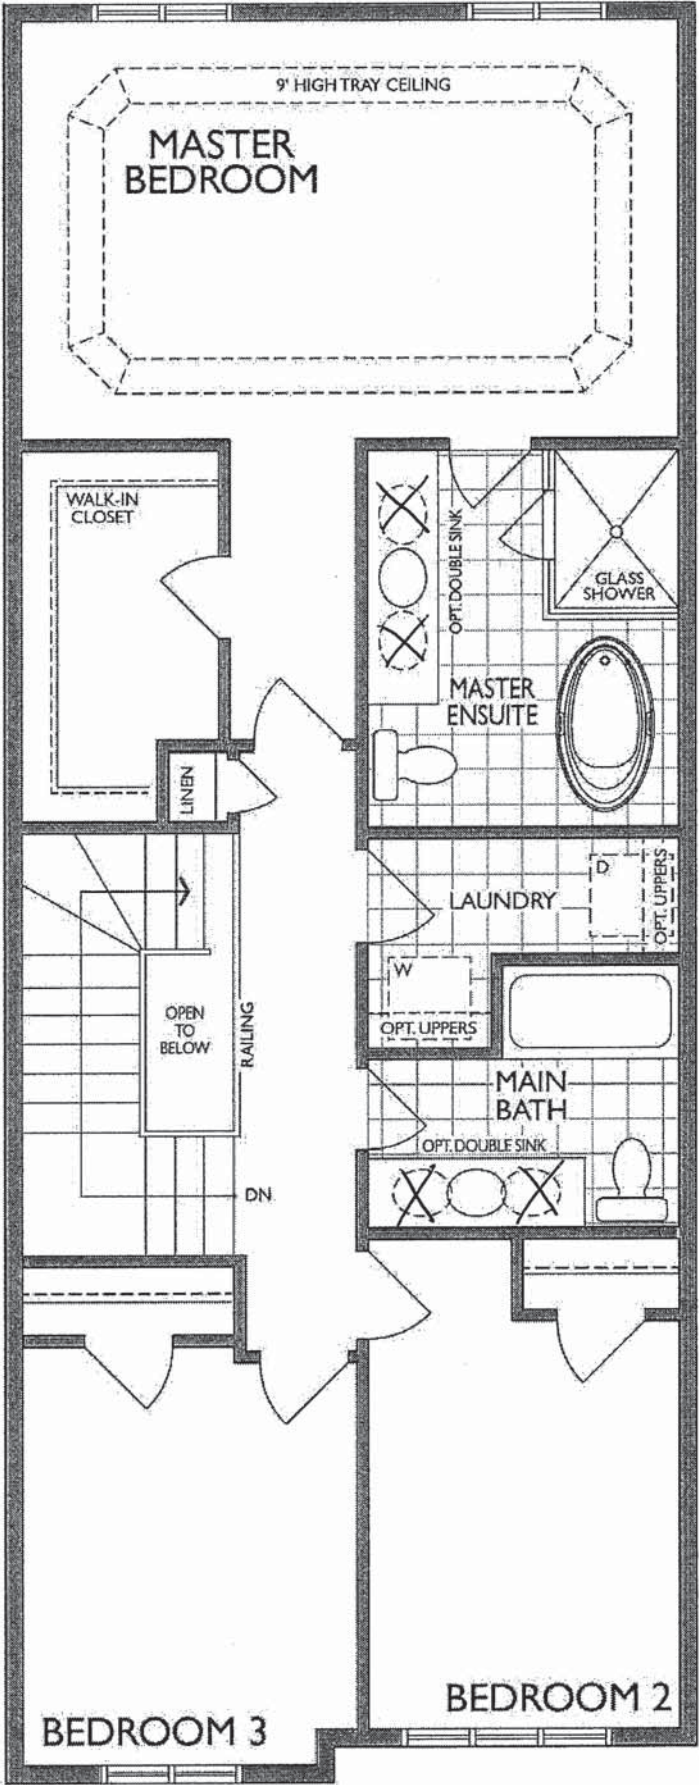 9' HIGH TRAY CEILING
MASTER
BEDROOM
WALK-IN
CLOSET
OPT. DOUBLE SINK
GLASS
SHOWER
MASTER
ENSUITE
LINEN
LAUNDRY
D
OPT. UPPERS
W
OPT. UPPERS
OPEN
TO
BELOW
RAILING
MAIN
BATH
OPT. DOUBLE SINK
DN
BEDROOM 2
BEDROOM 3